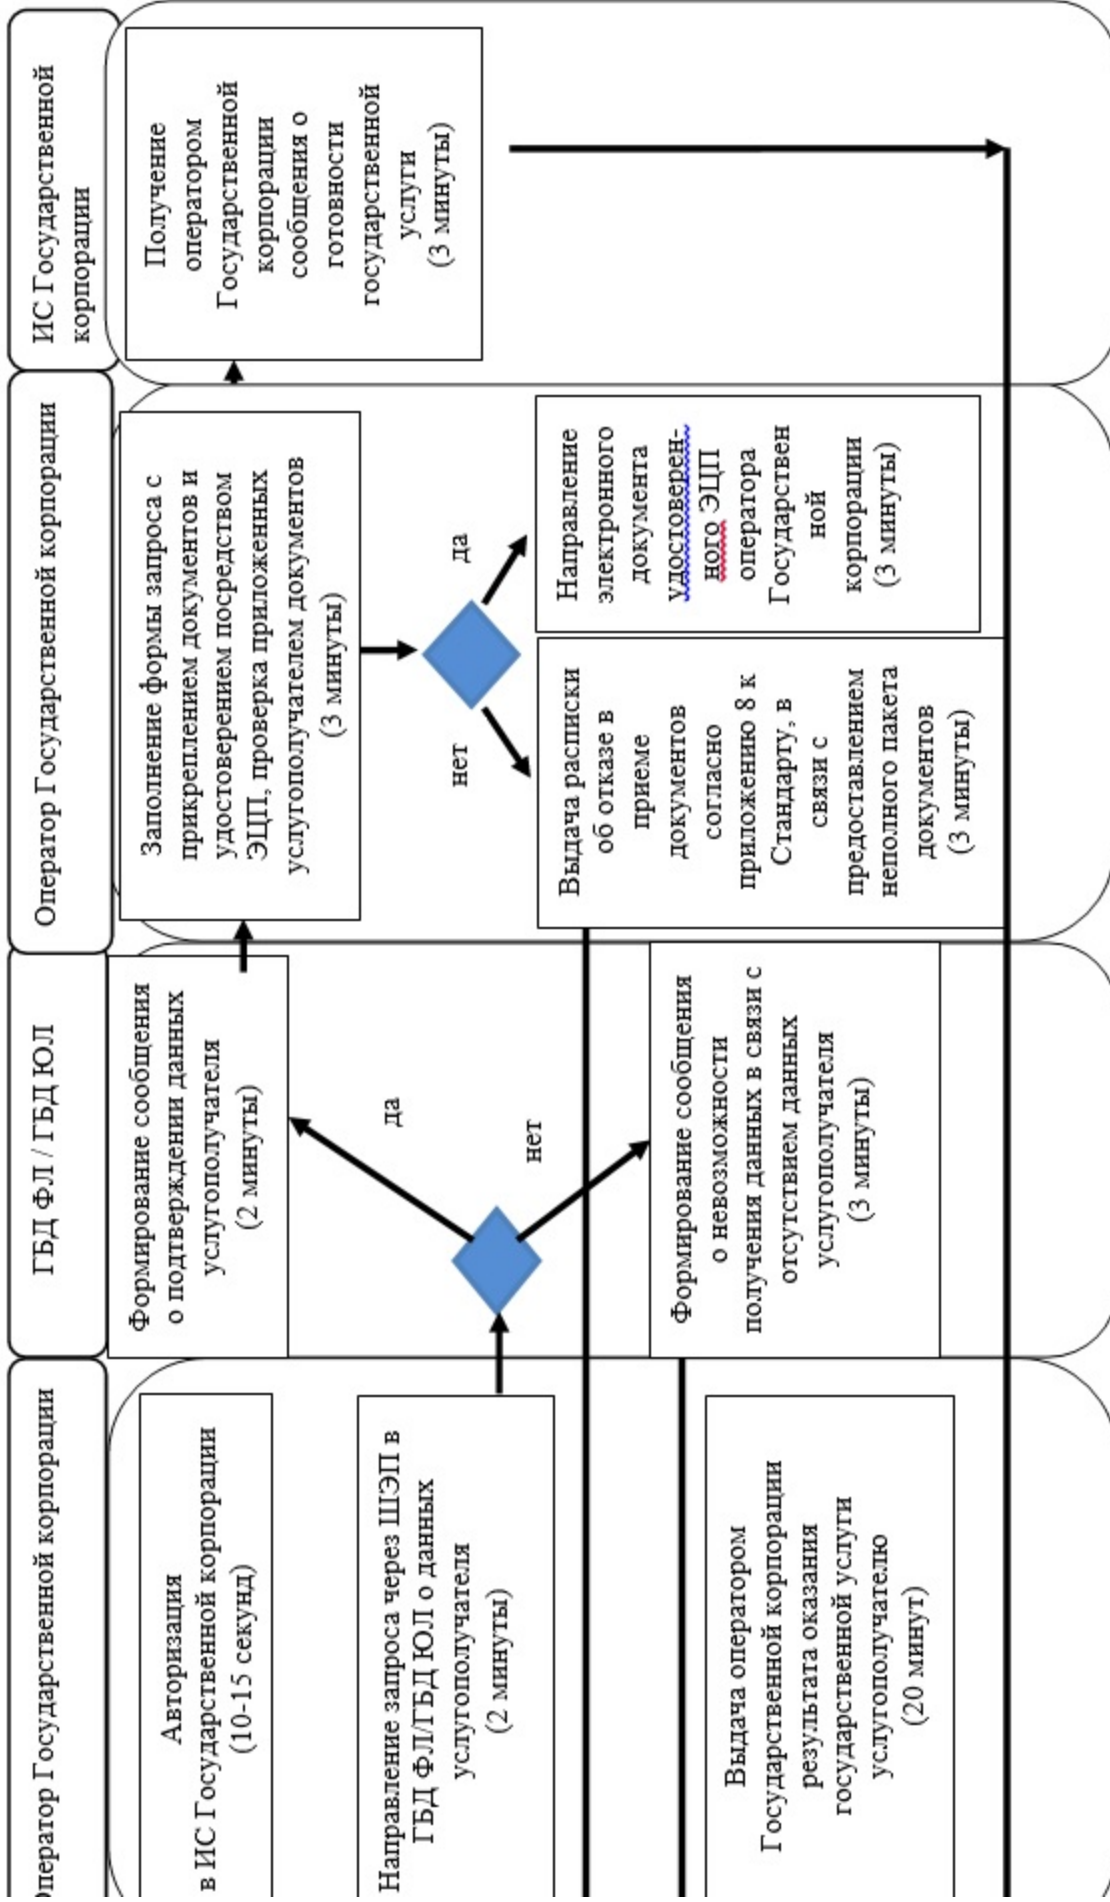 Оператор Государственной корпорации
Авторизация
в ИС Государственной корпорации
(10-15 секунд)
Направление запроса через ШЭП в
ГБД ФЛ/ГБД ЮЛ о данных
услугополучателя
(2 минуты)
Выдача оператором
Государственной корпорации
результата оказания
государственной услуги
услугополучателю
(20 минут)
ГБД ФЛ / ГБД ЮЛ
Формирование сообщения
о подтверждении данных
услугополучателя
(2 минуты)
да
нет
Формирование сообщения
о невозможности
получения данных в связи с
отсутствием данных
услугополучателя
(3 минуты)
Оператор Государственной корпорации
Заполнение формы запроса с
прикреплением документов и
удостоверением посредством
ЭЦП, проверка приложенных
услугополучателем документов
(3 минуты)
нет
да
Выдача расписки
об отказе в
приеме
документов
согласно
приложению 8 к
Стандарту, в
связи с
предоставлением
неполного пакета
документов
(3 минуты)
Направление
электронного
документа
удостоверен-
ного ЭЦП
оператора
Государствен
ной
корпорации
(3 минуты)
ИС Государственной
корпорации
Получение
оператором
Государственной
корпорации
сообщения о
готовности
государственной
услуги
(3 минуты)